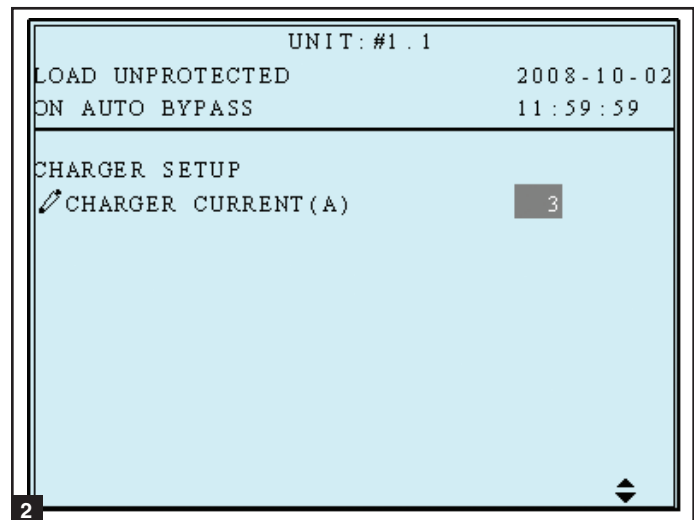 UNIT:#1.1
LOAD UNPROTECTED 2008-10-02
ON AUTO BYPASS 11:59:59
CHARGER SETUP
CHARGER CURRENT(A) 3
2